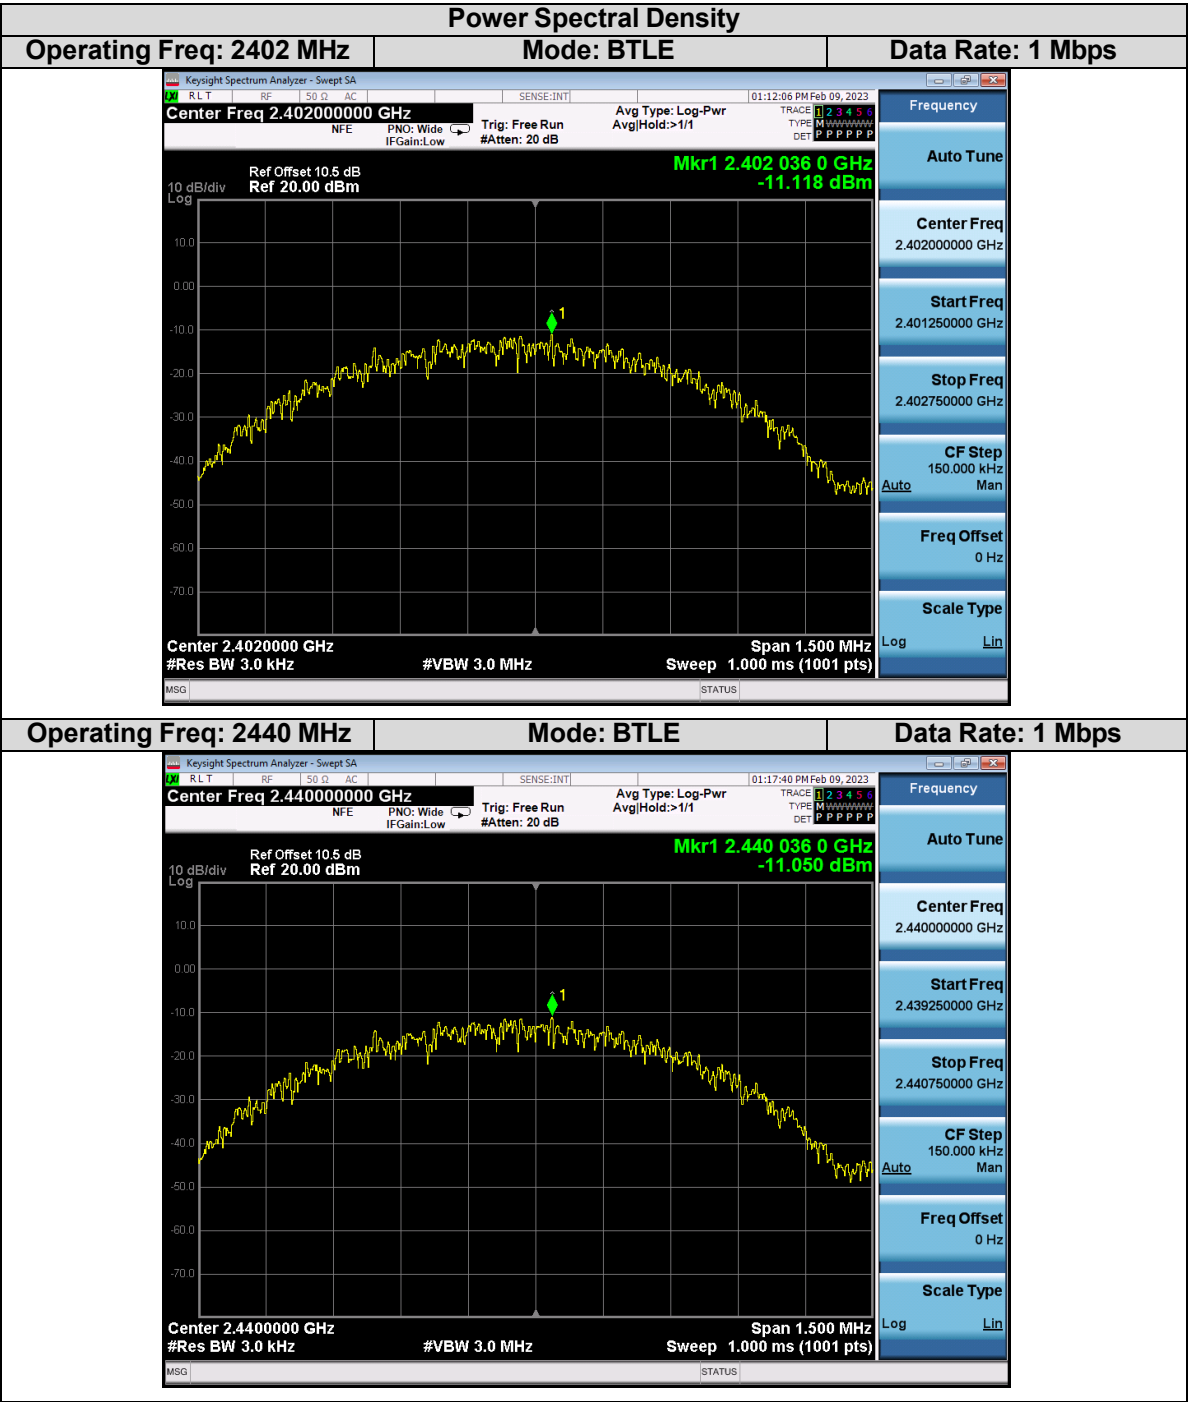 Power Spectral Density
Operating Freq: 2402 MHz Mode: BTLE Data Rate: 1 Mbps
Keysight Spectrum Analyzer - Swept SA
LXI RLT RF 50 Ω AC SENSE:INT 01:12:06 PM Feb 09, 2023
Center Freq 2.402000000 GHz
NFE PNO: Wide IFGain:Low
Trig: Free Run
#Atten: 20 dB
Avg Type: Log-Pwr
Avg|Hold:>1/1
TRACE 1 2 3 4 5 6
TYPE M WWWWW
DET P P P P P P
Mkr1 2.402 036 0 GHz
-11.118 dBm
Ref Offset 10.5 dB
10 dB/div Ref 20.00 dBm
Log
10.0
0.00
-10.0
-20.0
-30.0
-40.0
-50.0
-60.0
-70.0
1
Center 2.4020000 GHz Span 1.500 MHz
#Res BW 3.0 kHz #VBW 3.0 MHz Sweep 1.000 ms (1001 pts)
MSG STATUS
Frequency
Auto Tune
Center Freq
2.402000000 GHz
Start Freq
2.401250000 GHz
Stop Freq
2.402750000 GHz
CF Step
150.000 kHz
Auto Man
Freq Offset
0 Hz
Scale Type
Log Lin
Operating Freq: 2440 MHz Mode: BTLE Data Rate: 1 Mbps
Keysight Spectrum Analyzer - Swept SA
LXI RLT RF 50 Ω AC SENSE:INT 01:17:40 PM Feb 09, 2023
Center Freq 2.440000000 GHz
NFE PNO: Wide IFGain:Low
Trig: Free Run
#Atten: 20 dB
Avg Type: Log-Pwr
Avg|Hold:>1/1
TRACE 1 2 3 4 5 6
TYPE M WWWWW
DET P P P P P P
Mkr1 2.440 036 0 GHz
-11.050 dBm
Ref Offset 10.5 dB
10 dB/div Ref 20.00 dBm
Log
10.0
0.00
-10.0
-20.0
-30.0
-40.0
-50.0
-60.0
-70.0
1
Center 2.4400000 GHz Span 1.500 MHz
#Res BW 3.0 kHz #VBW 3.0 MHz Sweep 1.000 ms (1001 pts)
MSG STATUS
Frequency
Auto Tune
Center Freq
2.440000000 GHz
Start Freq
2.439250000 GHz
Stop Freq
2.440750000 GHz
CF Step
150.000 kHz
Auto Man
Freq Offset
0 Hz
Scale Type
Log Lin